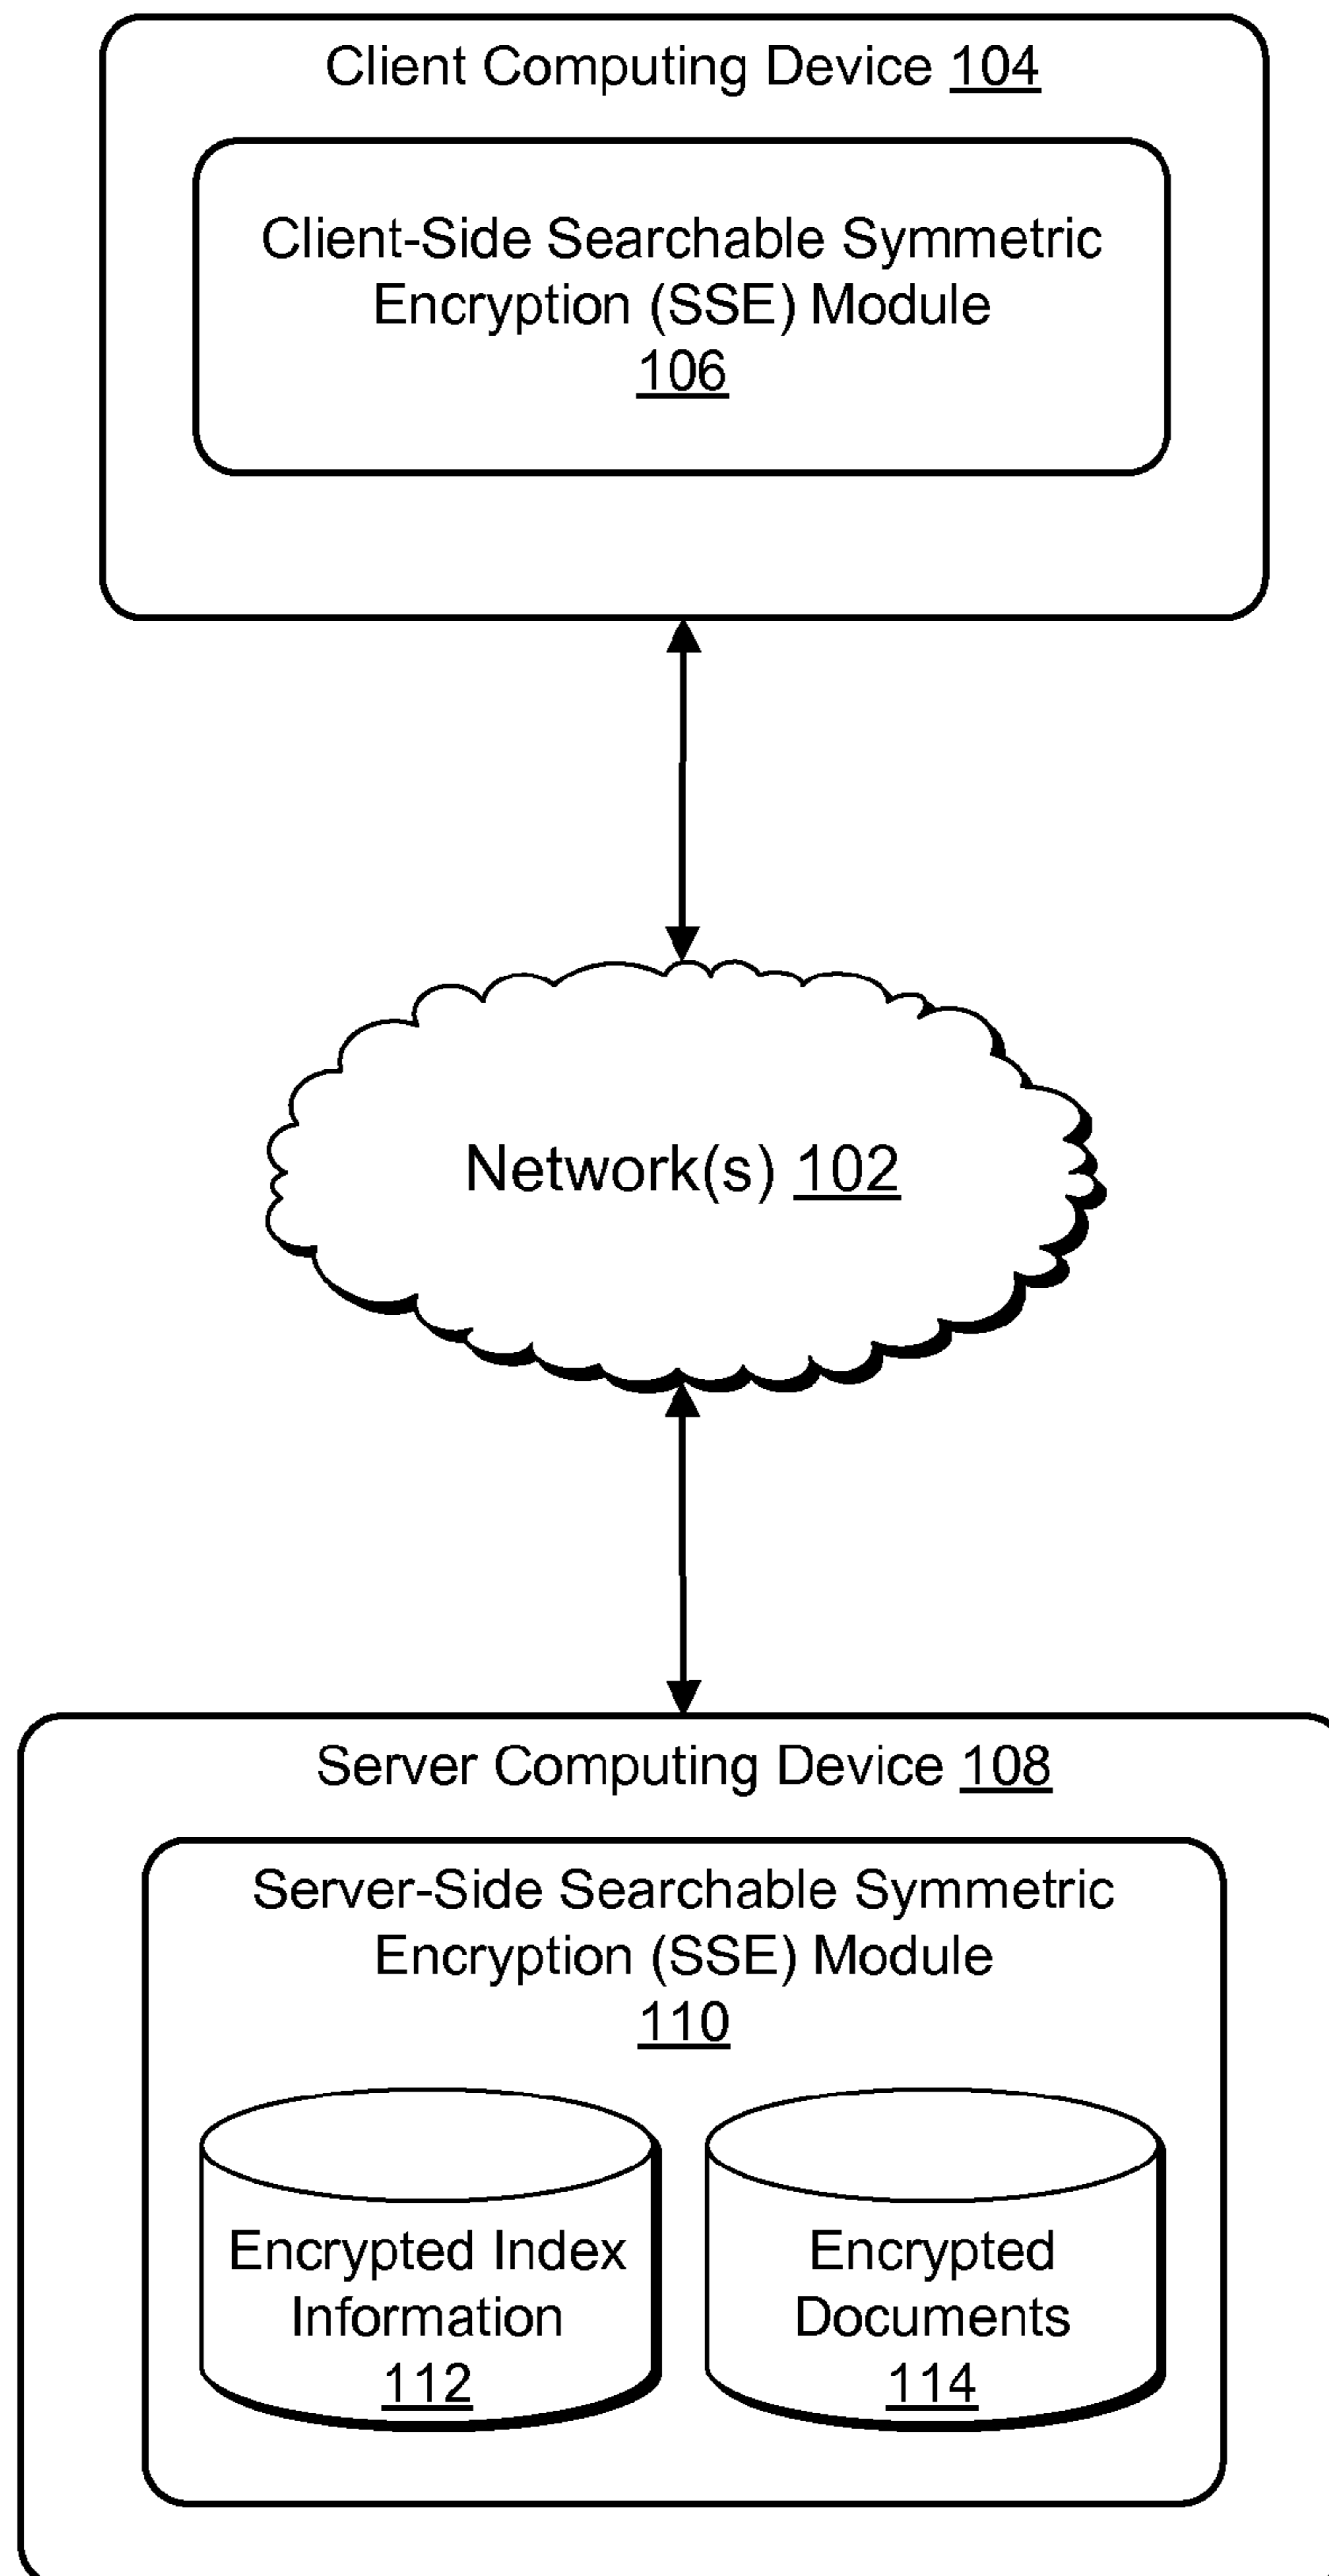 Client Computing Device 104
Client-Side Searchable Symmetric
Encryption (SSE) Module
106
Network(s) 102
Server Computing Device 108
Server-Side Searchable Symmetric
Encryption (SSE) Module
110
Encrypted Index
Information
112
Encrypted
Documents
114